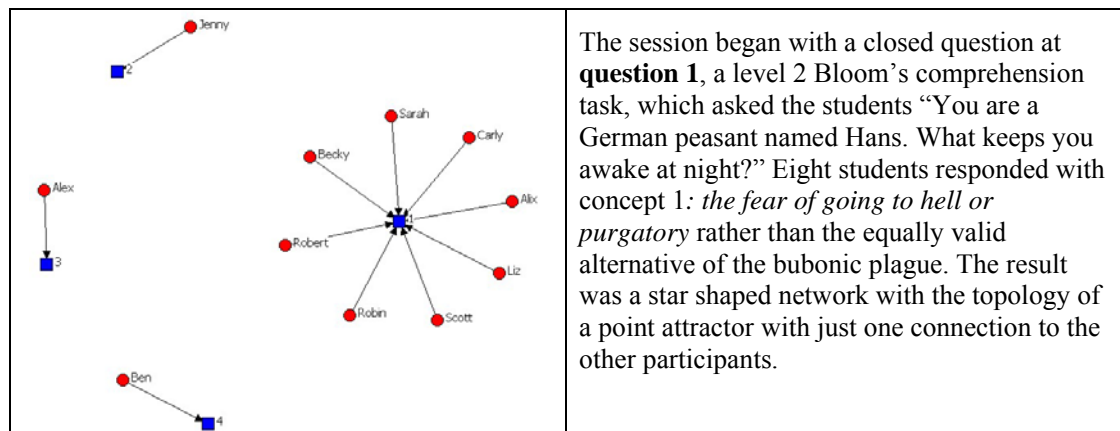 Jenny
2
Sarah
Carly
Becky
Alex
Alix
1
Robert
3
Liz
Robin
Scott
Ben
4
The session began with a closed question at
question 1, a level 2 Bloom’s comprehension
task, which asked the students “You are a
German peasant named Hans. What keeps you
awake at night?” Eight students responded with
concept 1: the fear of going to hell or
purgatory rather than the equally valid
alternative of the bubonic plague. The result
was a star shaped network with the topology of
a point attractor with just one connection to the
other participants.